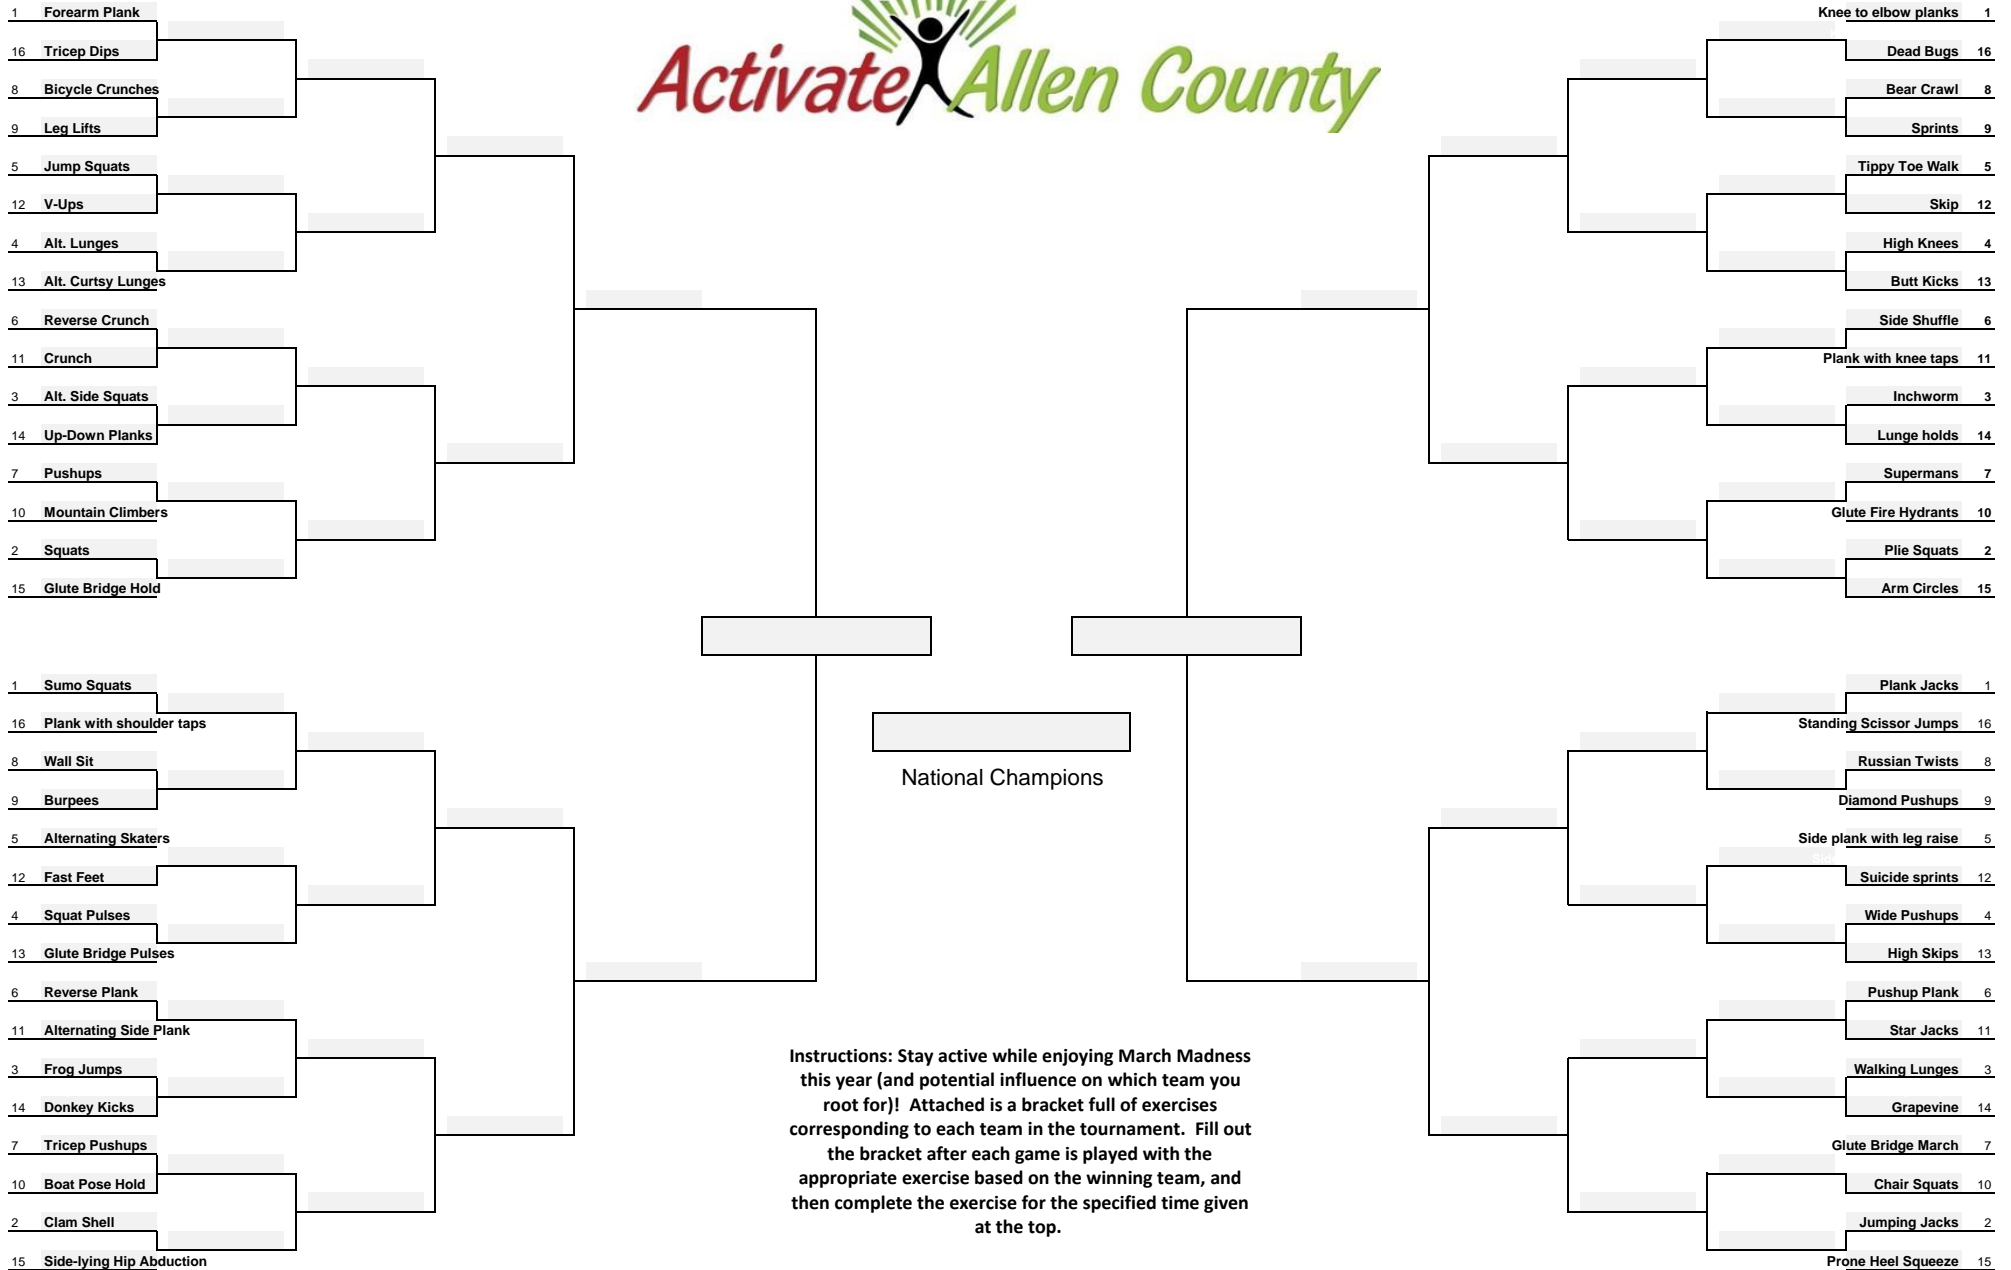 Activate Allen County
1 Forearm Plank
16 Tricep Dips
8 Bicycle Crunches
9 Leg Lifts
5 Jump Squats
12 V-Ups
4 Alt. Lunges
13 Alt. Curtsy Lunges
6 Reverse Crunch
11 Crunch
3 Alt. Side Squats
14 Up-Down Planks
7 Pushups
10 Mountain Climbers
2 Squats
15 Glute Bridge Hold
1 Sumo Squats
16 Plank with shoulder taps
8 Wall Sit
9 Burpees
5 Alternating Skaters
12 Fast Feet
4 Squat Pulses
13 Glute Bridge Pulses
6 Reverse Plank
11 Alternating Side Plank
3 Frog Jumps
14 Donkey Kicks
7 Tricep Pushups
10 Boat Pose Hold
2 Clam Shell
15 Side-lying Hip Abduction
National Champions
Instructions: Stay active while enjoying March Madness
this year (and potential influence on which team you
root for)! Attached is a bracket full of exercises
corresponding to each team in the tournament. Fill out
the bracket after each game is played with the
appropriate exercise based on the winning team, and
then complete the exercise for the specified time given
at the top.
Knee to elbow planks 1
Dead Bugs 16
Bear Crawl 8
Sprints 9
Tippy Toe Walk 5
Skip 12
High Knees 4
Butt Kicks 13
Side Shuffle 6
Plank with knee taps 11
Inchworm 3
Lunge holds 14
Supermans 7
Glute Fire Hydrants 10
Plie Squats 2
Arm Circles 15
Plank Jacks 1
Standing Scissor Jumps 16
Russian Twists 8
Diamond Pushups 9
Side plank with leg raise 5
Suicide sprints 12
Wide Pushups 4
High Skips 13
Pushup Plank 6
Star Jacks 11
Walking Lunges 3
Grapevine 14
Glute Bridge March 7
Chair Squats 10
Jumping Jacks 2
Prone Heel Squeeze 15